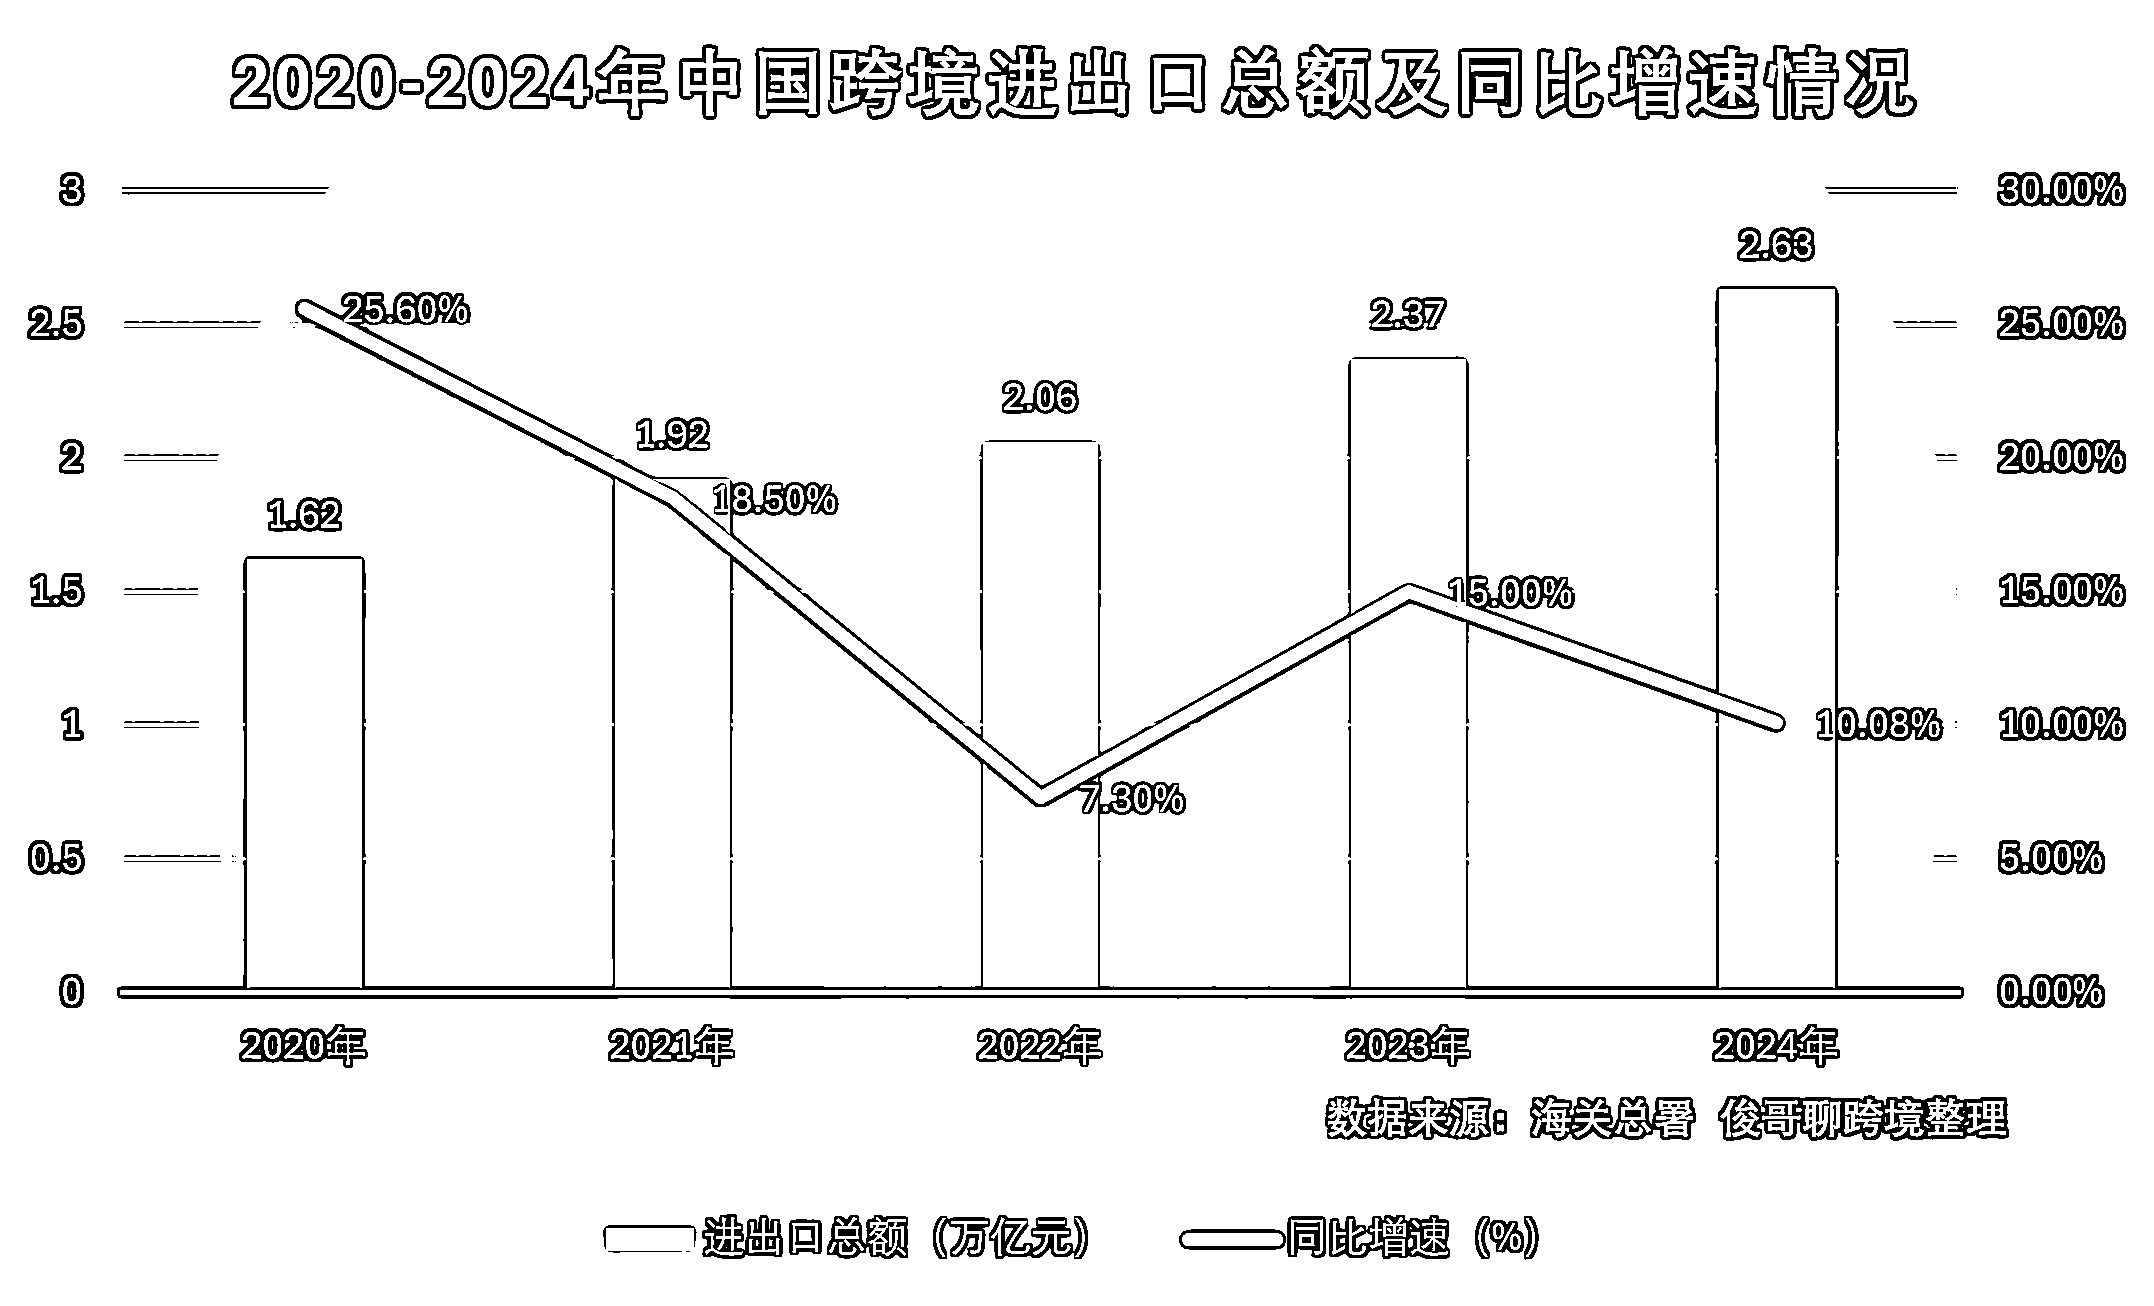 2020-2024年中国跨境进出口总额及同比增速情况
3 30.00%
2.63
2.5 25.60% 2.37 25.00%
2.06
1.92
2 20.00%
1.62 18.50%
1.5 15.00% 15.00%
1 10.08% 10.00%
7.30%
0.5 5.00%
0 0.00%
2020年 2021年 2022年 2023年 2024年
数据来源：海关总署 俊哥聊跨境整理
进出口总额（万亿元） 同比增速（%）